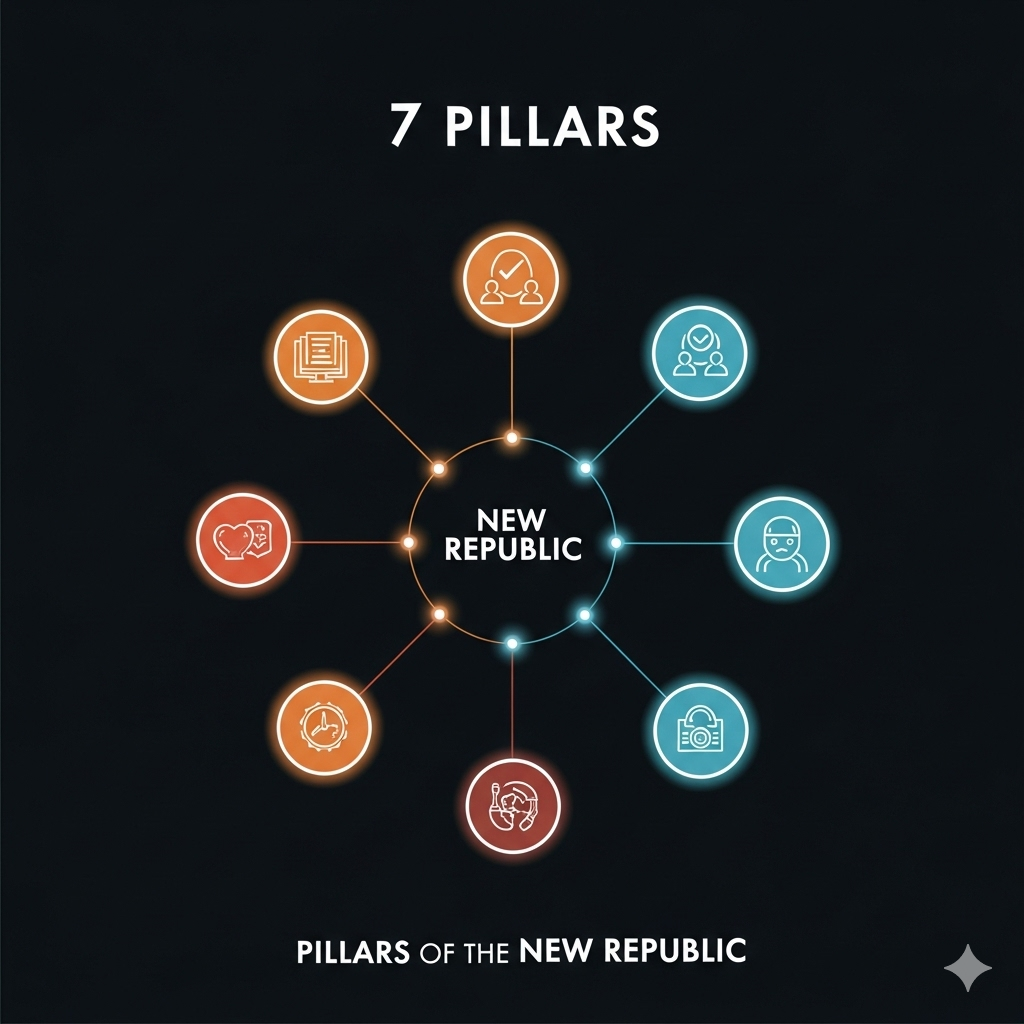 7 PILLARS
NEW
REPUBLIC
PILLARS OF THE NEW REPUBLIC